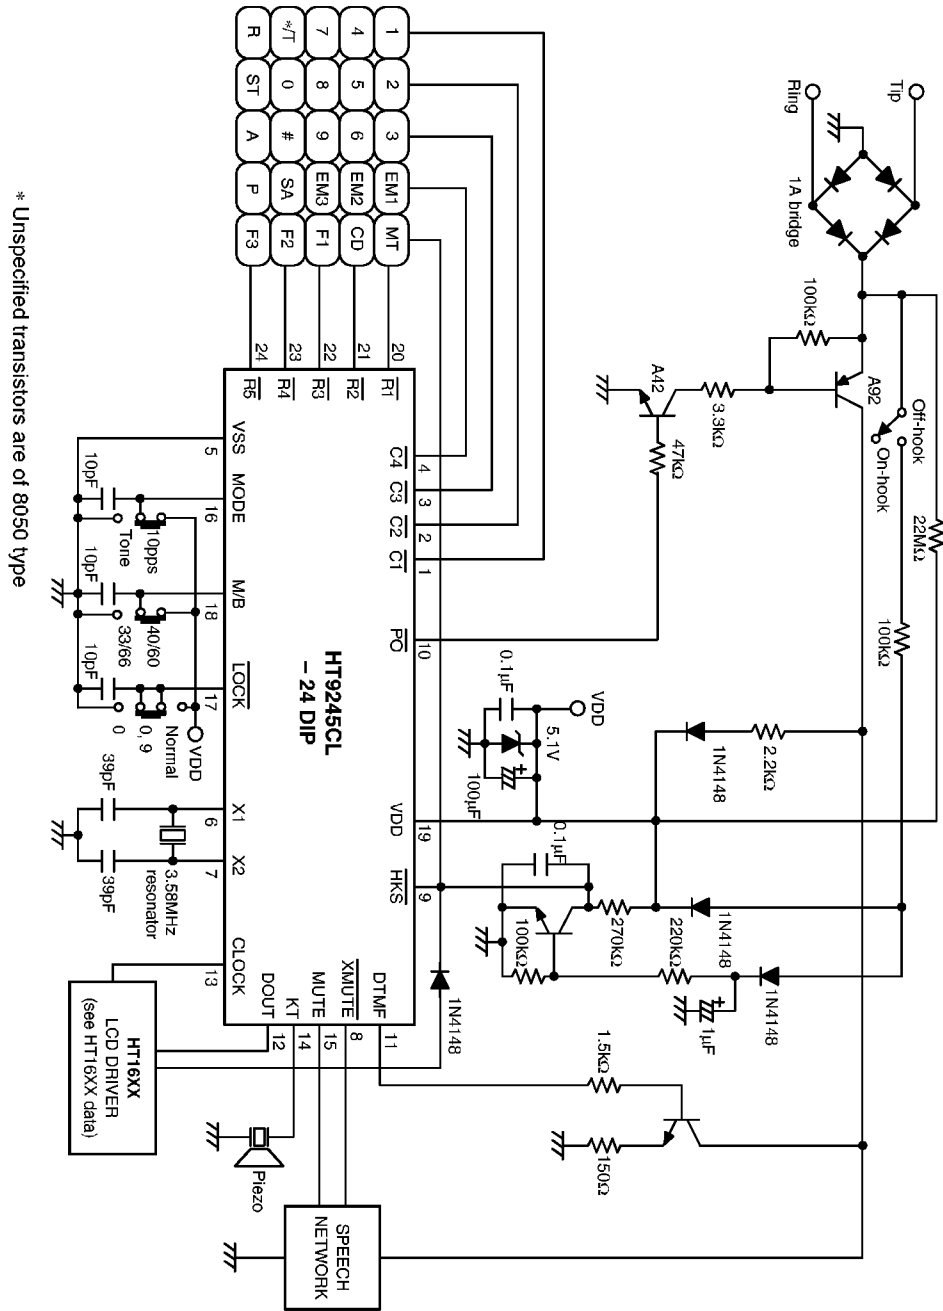 Tip
Ring
1A bridge
100kΩ
A92
Off-hook
On-hook
22MΩ
3.3kΩ
A42
47kΩ
100kΩ
1
2
3
EM1
MT
4
5
6
EM2
CD
7
8
9
EM3
F1
*/T
0
#
SA
F2
R
ST
A
P
F3
24
23
22
21
20
R5
R4
R3
R2
R1
C4
4
C3
3
C2
2
C1
1
PO
10
VDD
19
HKS
9
HT9245CL
– 24 DIP
VSS
5
MODE
16
M/B
18
LOCK
17
X1
6
X2
7
CLOCK
13
DOUT
12
KT
14
MUTE
15
XMUTE
8
DTMF
11
10pF
10pps
Tone
10pF
40/60
33/66
10pF
Normal
0, 9
0
VDD
39pF
39pF
3.58MHz
resonator
VDD
0.1µF
5.1V
100µF
+
2.2kΩ
1N4148
0.1µF
270kΩ
1N4148
100kΩ
220kΩ
1N4148
1µF
+
1N4148
1.5kΩ
150Ω
HT16XX
LCD DRIVER
(see HT16XX data)
Piezo
SPEECH
NETWORK
* Unspecified transistors are of 8050 type